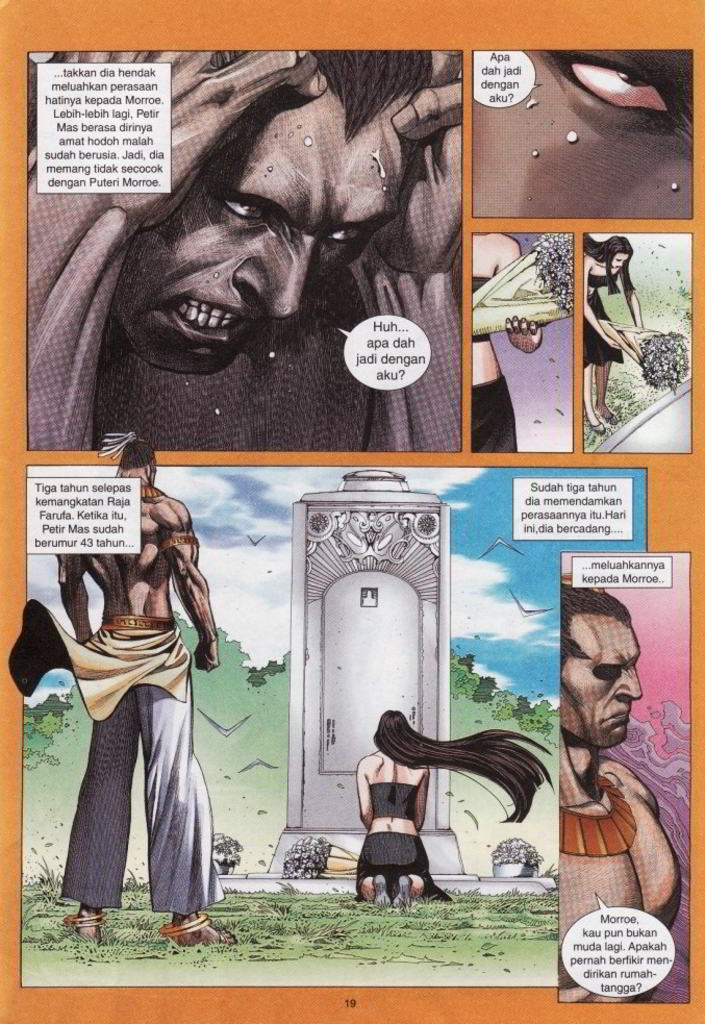 ...takkan dia hendak
meluahkan perasaan
hatinya kepada Morroe.
Lebih-lebih lagi, Petir
Mas berasa dirinya
amat hodoh malah
sudah berusia. Jadi, dia
memang tidak secocok
dengan Puteri Morroe.
Huh...
apa dah
jadi dengan
aku?
Apa
dah jadi
dengan
aku?
Tiga tahun selepas
kemangkatan Raja
Farufa. Ketika itu,
Petir Mas sudah
berumur 43 tahun...
Sudah tiga tahun
dia memendamkan
perasaannya itu.Hari
ini,dia bercadang....
...meluahkannya
kepada Morroe..
Morroe,
kau pun bukan
muda lagi. Apakah
pernah berfikir men-
dirikan rumah-
tangga?
19